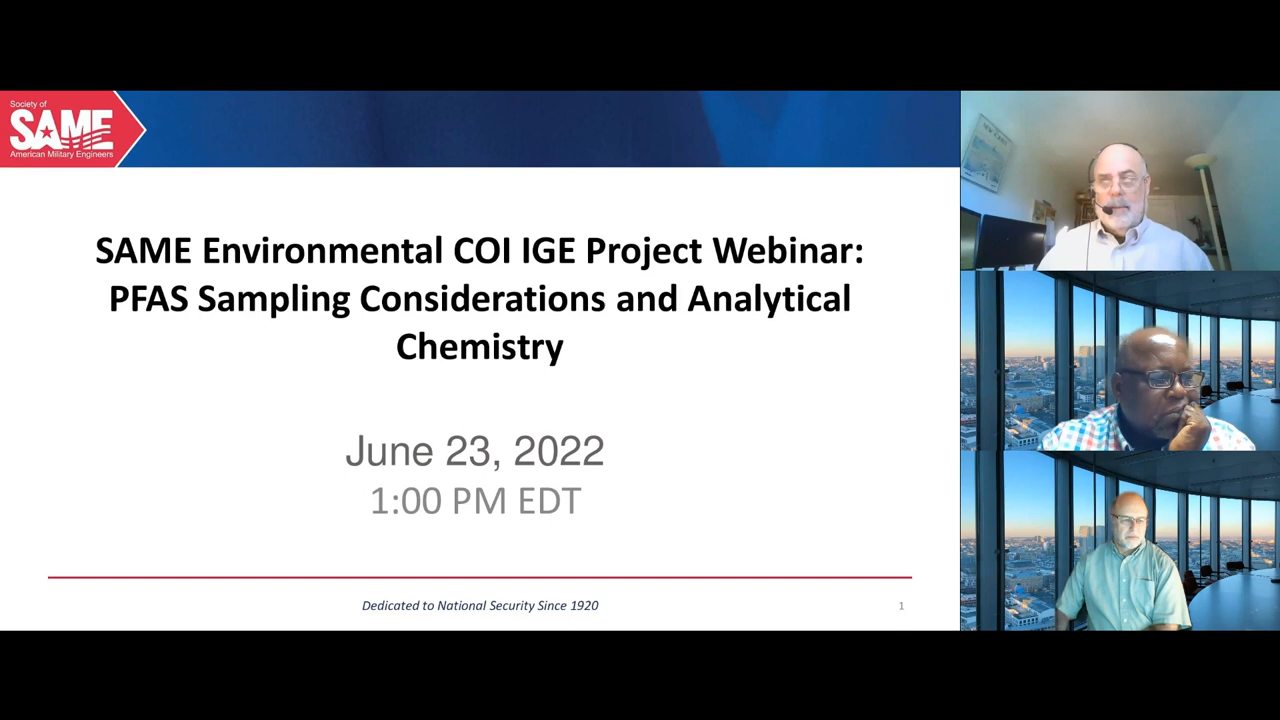 Society of
SAME
American Military Engineers
SAME Environmental COI IGE Project Webinar:
PFAS Sampling Considerations and Analytical
Chemistry
June 23, 2022
1:00 PM EDT
Dedicated to National Security Since 1920
1